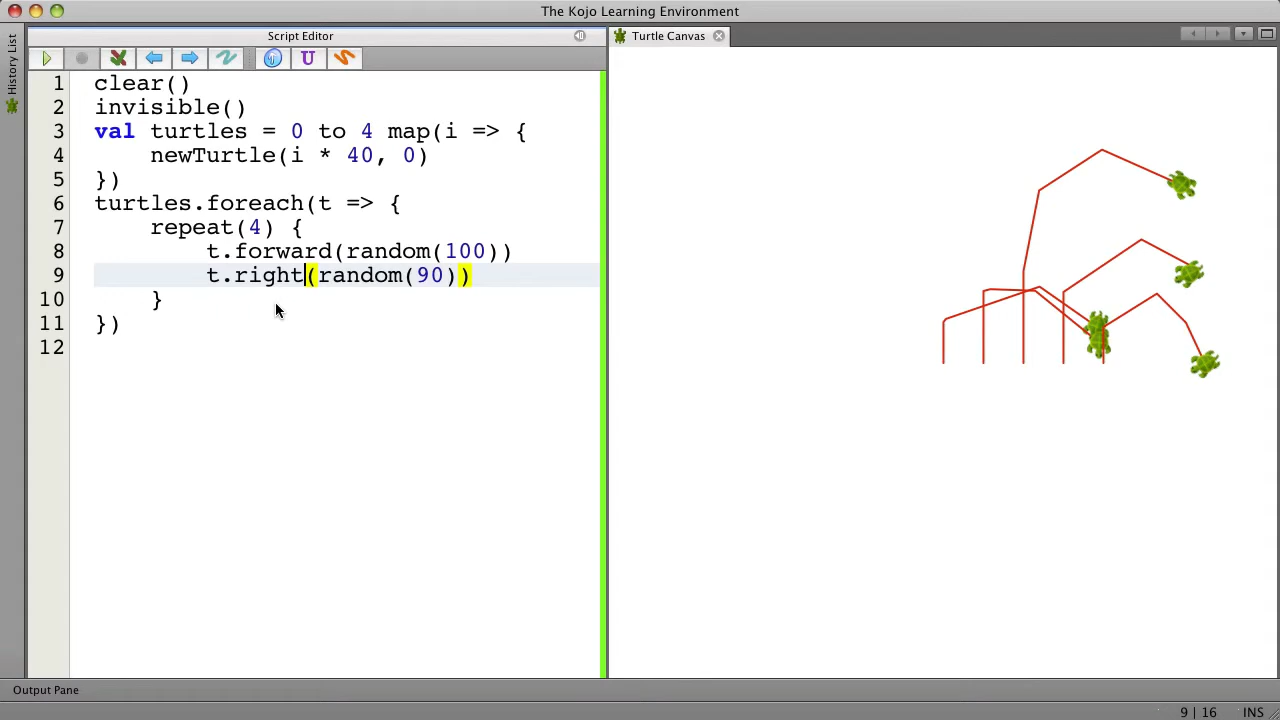 The Kojo Learning Environment
History List
Script Editor
Turtle Canvas
1 clear()
2 invisible()
3 val turtles = 0 to 4 map(i => {
4 newTurtle(i * 40, 0)
5 })
6 turtles.foreach(t => {
7 repeat(4) {
8 t.forward(random(100))
9 t.right(random(90))
10 }
11 })
12
Output Pane
9 | 16 INS